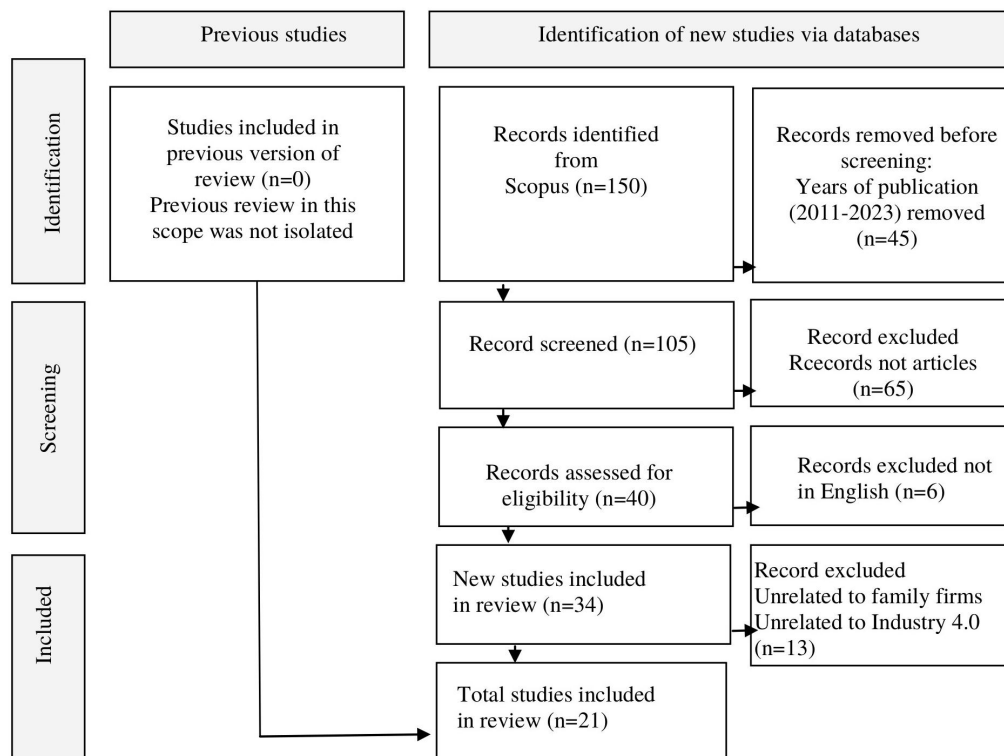 Previous studies
Identification of new studies via databases
Identification
Studies included in
previous version of
review (n=0)
Previous review in this
scope was not isolated
Records identified
from
Scopus (n=150)
Records removed before
screening:
Years of publication
(2011-2023) removed
(n=45)
Screening
Record screened (n=105)
Record excluded
Rcecords not articles
(n=65)
Records assessed for
eligibility (n=40)
Records excluded not
in English (n=6)
Included
New studies included
in review (n=34)
Record excluded
Unrelated to family firms
Unrelated to Industry 4.0
(n=13)
Total studies included
in review (n=21)